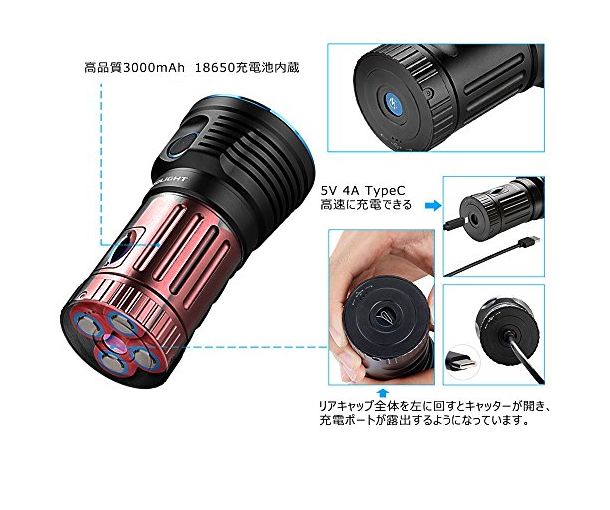 高品質3000mAh 18650充電池内蔵
5V 4A TypeC
高速に充電できる
リアキャップ全体を左に回すとキャッターが開き、
充電ポートが露出するようになっています。